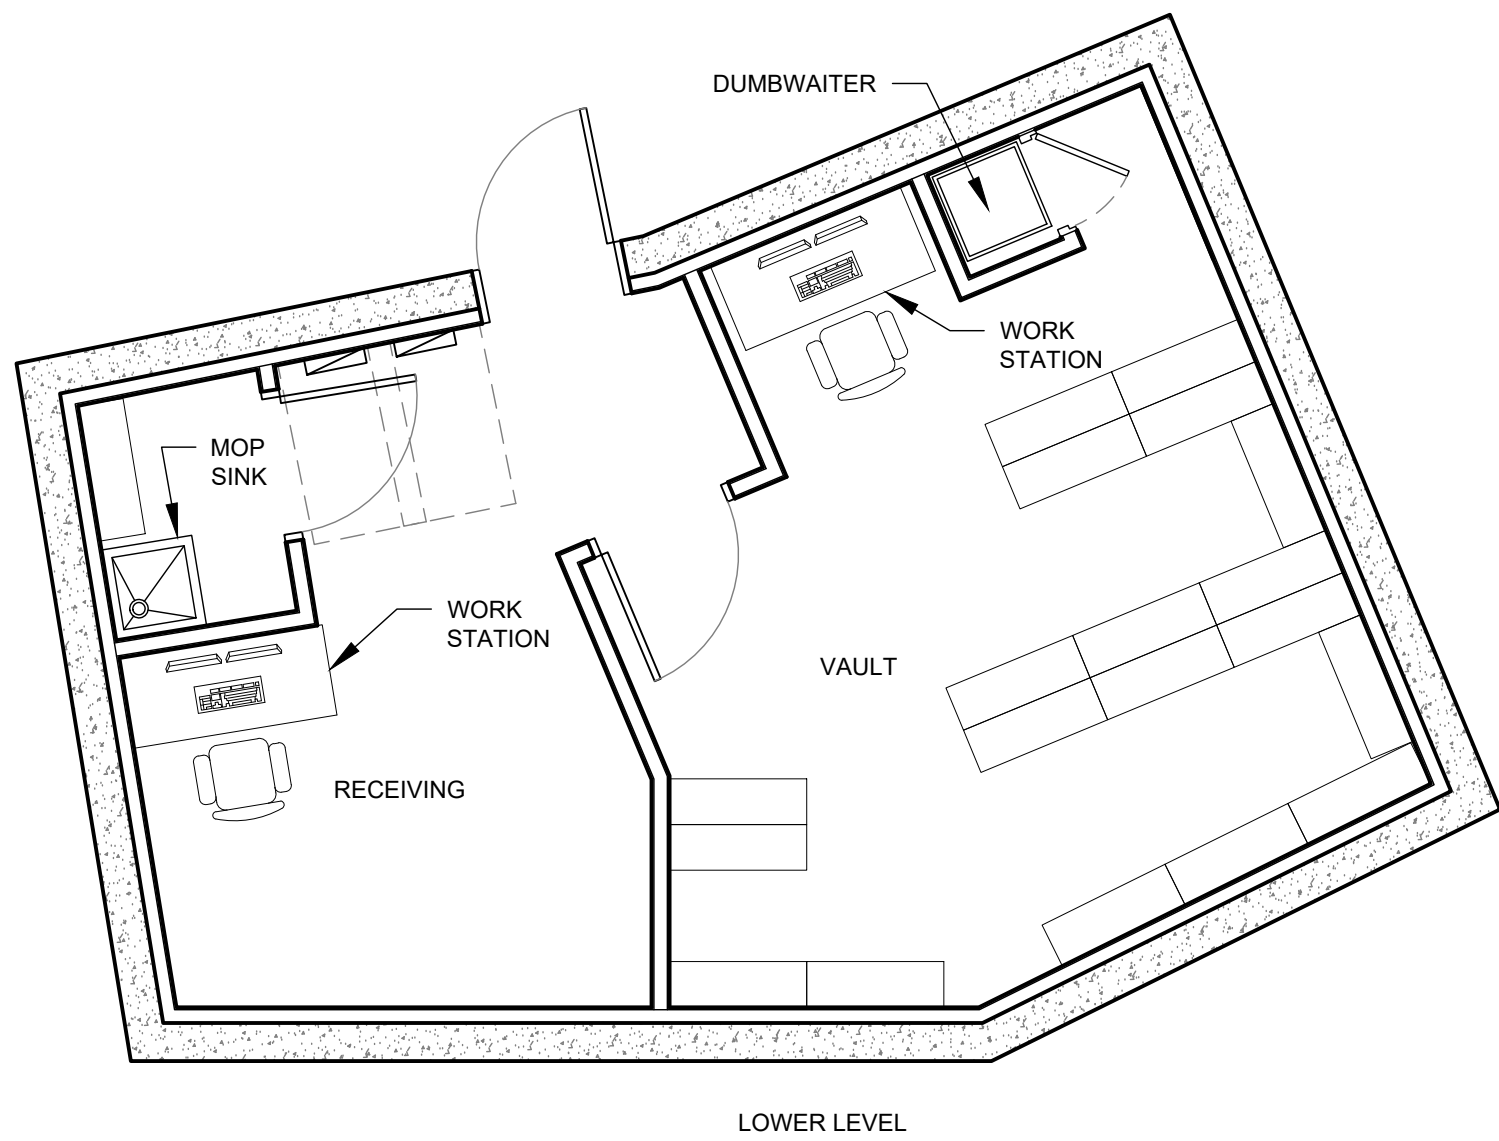 DUMBWAITER
WORK
STATION
MOP
SINK
WORK
STATION
VAULT
RECEIVING
LOWER LEVEL